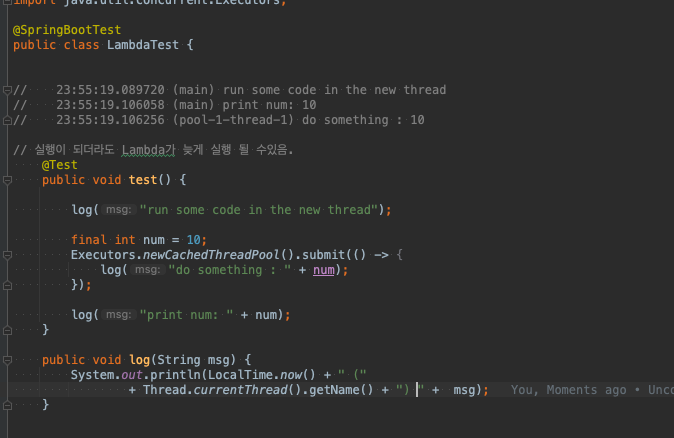 import java.util.concurrent.Executors;
@SpringBootTest
public class LambdaTest {
// 23:55:19.089720 (main) run some code in the new thread
// 23:55:19.106058 (main) print num: 10
// 23:55:19.106256 (pool-1-thread-1) do something : 10
// 실행이 되더라도 Lambda가 늦게 실행 될 수있음.
@Test
public void test() {
log( msg: "run some code in the new thread");
final int num = 10;
Executors.newCachedThreadPool().submit(() -> {
log( msg: "do something : " + num);
});
log( msg: "print num: " + num);
}
public void log(String msg) {
System.out.println(LocalTime.now() + " ("
+ Thread.currentThread().getName() + ") " + msg); You, Moments ago • Unco
}